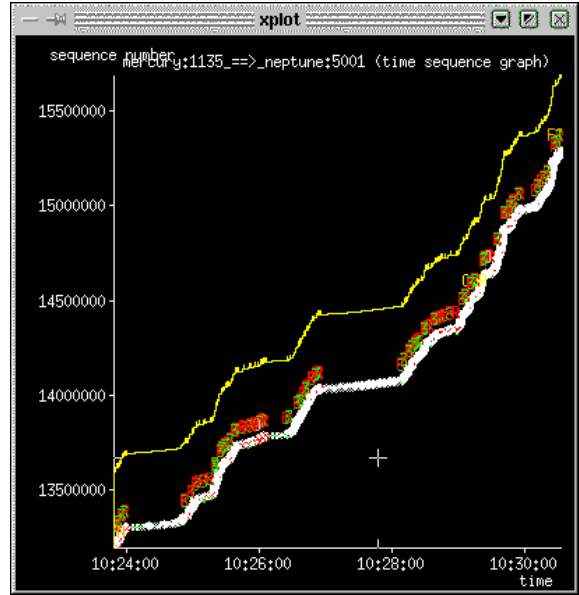 xplot
sequence number
mercury:1135_==>_neptune:5001 (time sequence graph)
15500000
15000000
14500000
14000000
13500000
10:24:00 10:26:00 10:28:00 10:30:00
time